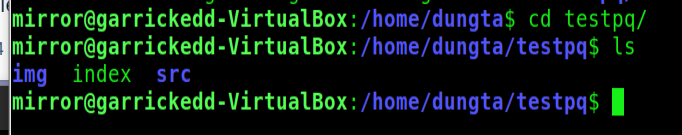 mirror@garrickedd-VirtualBox:/home/dungta$ cd testpq/
mirror@garrickedd-VirtualBox:/home/dungta/testpq$ ls
img index src
mirror@garrickedd-VirtualBox:/home/dungta/testpq$